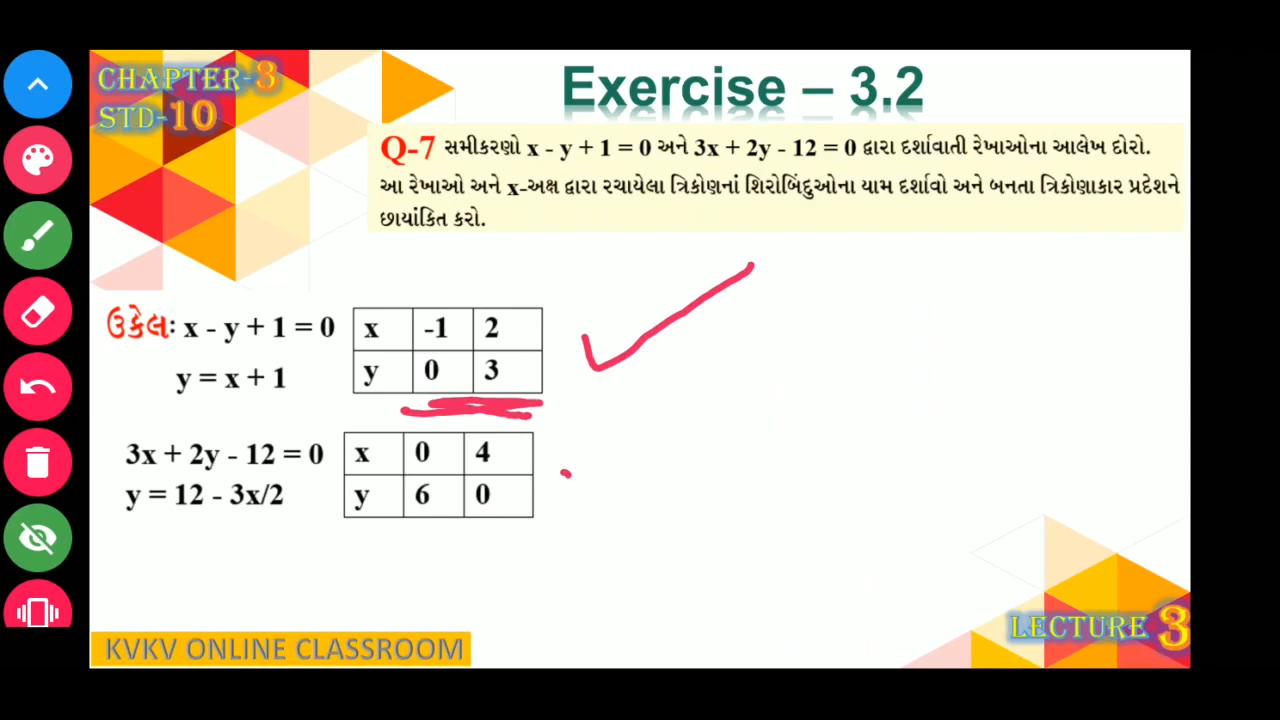 CHAPTER-3
STD-10
Exercise – 3.2
Q-7 સમીકરણો x - y + 1 = 0 અને 3x + 2y - 12 = 0 દ્વારા દર્શાવાતી રેખાઓના આલેખ દોરો.
આ રેખાઓ અને x-અક્ષ દ્વારા રચાયેલા ત્રિકોણનાં શિરોબિંદુઓના યામ દર્શાવો અને બનતા ત્રિકોણાકાર પ્રદેશને
છાયાંકિત કરો.
ઉકેલ: x - y + 1 = 0
y = x + 1
x -1 2
y 0 3
3x + 2y - 12 = 0
y = 12 - 3x/2
x 0 4
y 6 0
KVKV ONLINE CLASSROOM
LECTURE 3